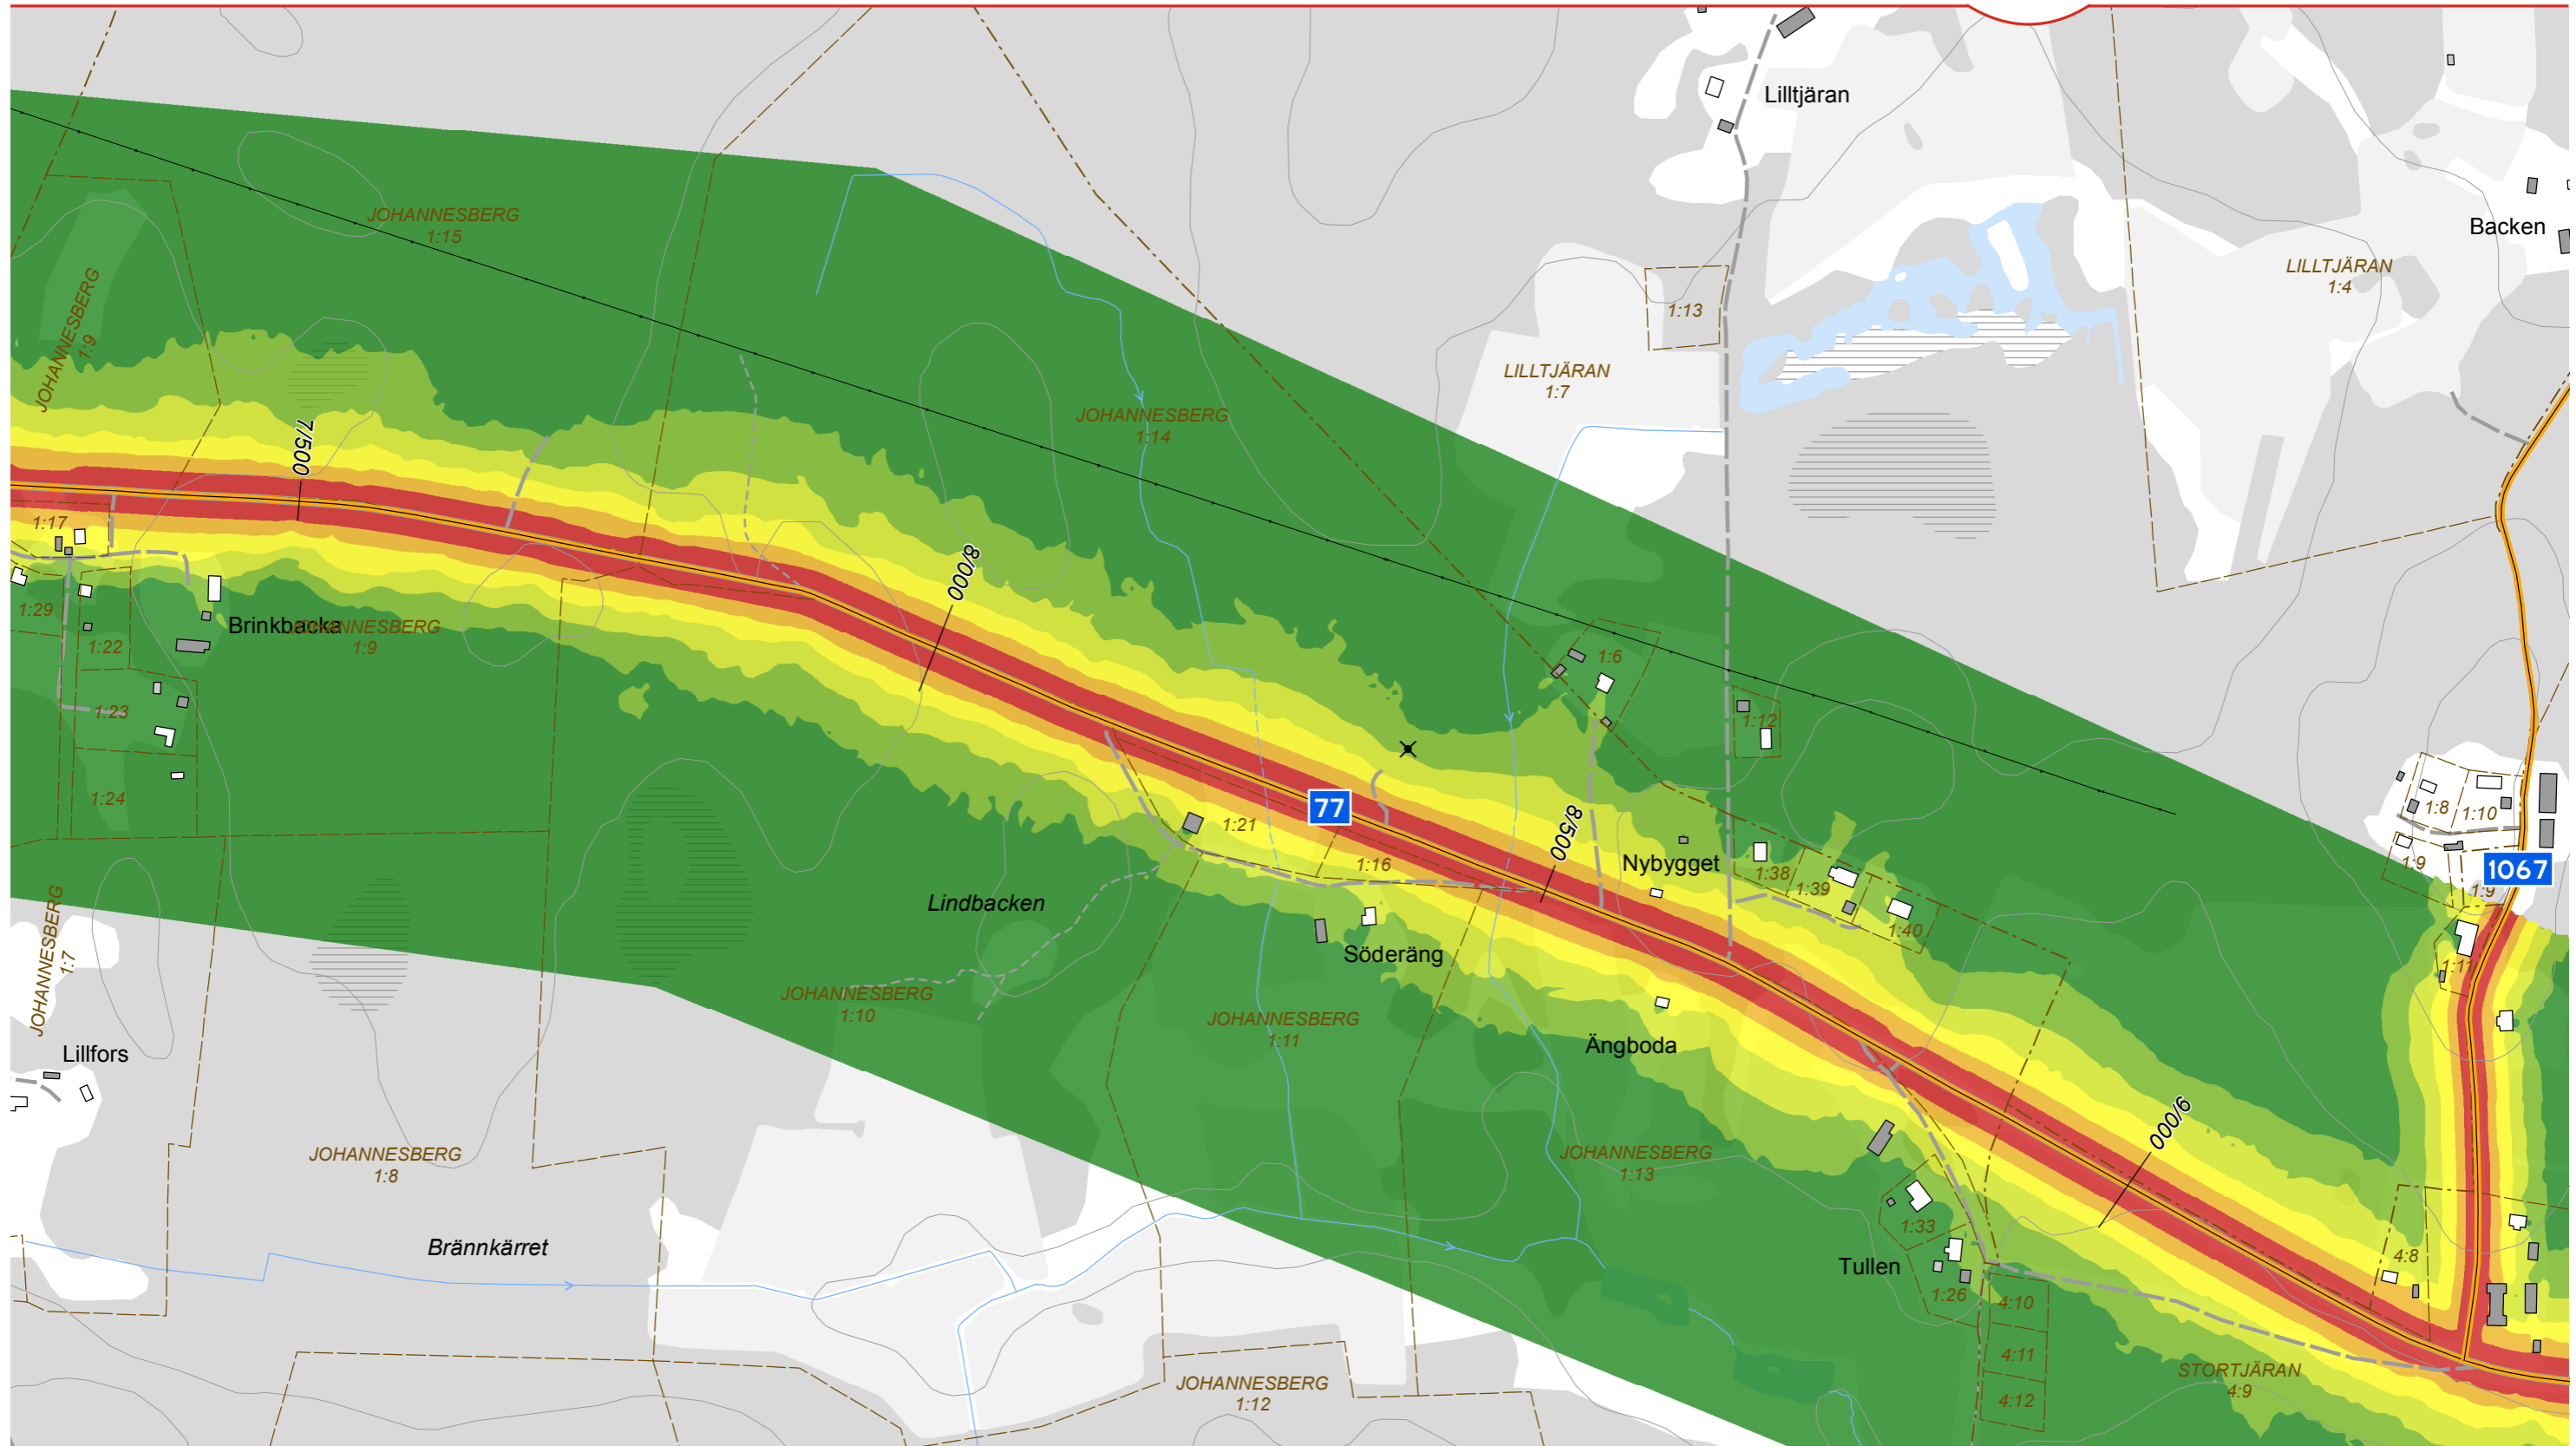 Lilltjäran
JOHANNESBERG
1:15
Backen
LILLTJÄRAN
1:4
JOHANNESBERG
1:9
1:13
LILLTJÄRAN
1:7
JOHANNESBERG
1:14
7/500
1:17
8/000
1:29
Brinkbacka
JOHANNESBERG
1:9
1:22
1:6
1:23
1:12
1:24
77
1:21
8/500
1:16
Nybygget
1:38
1:39
1:8
1:10
1:9
1067
1:9
Lindbacken
1:40
JOHANNESBERG
1:7
Söderäng
1:11
JOHANNESBERG
1:10
JOHANNESBERG
1:11
Ängboda
Lillfors
9/000
JOHANNESBERG
1:8
JOHANNESBERG
1:13
1:33
Brännkärret
Tullen
4:8
1:26
4:10
4:11
STORTJÄRAN
4:9
JOHANNESBERG
1:12
4:12